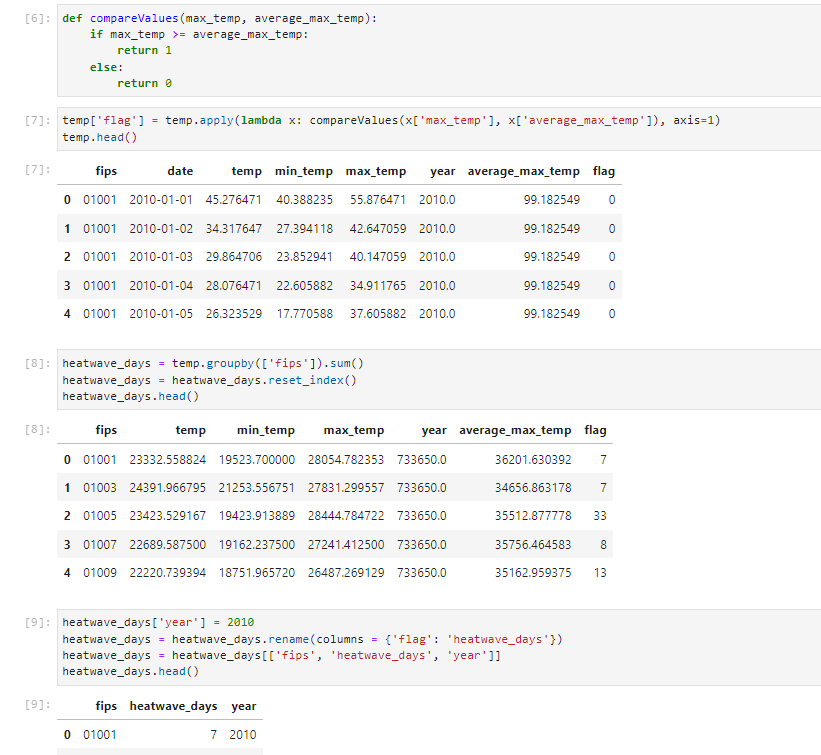 [6]: def compareValues(max_temp, average_max_temp):
if max_temp >= average_max_temp:
return 1
else:
return 0
[7]: temp['flag'] = temp.apply(lambda x: compareValues(x['max_temp'], x['average_max_temp']), axis=1)
temp.head()
[7]: fips date temp min_temp max_temp year average_max_temp flag
0 01001 2010-01-01 45.276471 40.388235 55.876471 2010.0 99.182549 0
1 01001 2010-01-02 34.317647 27.394118 42.647059 2010.0 99.182549 0
2 01001 2010-01-03 29.864706 23.852941 40.147059 2010.0 99.182549 0
3 01001 2010-01-04 28.076471 22.605882 34.911765 2010.0 99.182549 0
4 01001 2010-01-05 26.323529 17.770588 37.605882 2010.0 99.182549 0
[8]: heatwave_days = temp.groupby(['fips']).sum()
heatwave_days = heatwave_days.reset_index()
heatwave_days.head()
[8]: fips temp min_temp max_temp year average_max_temp flag
0 01001 23332.558824 19523.700000 28054.782353 733650.0 36201.630392 7
1 01003 24391.966795 21253.556751 27831.299557 733650.0 34656.863178 7
2 01005 23423.529167 19423.913889 28444.784722 733650.0 35512.877778 33
3 01007 22689.587500 19162.237500 27241.412500 733650.0 35756.464583 8
4 01009 22220.739394 18751.965720 26487.269129 733650.0 35162.959375 13
[9]: heatwave_days['year'] = 2010
heatwave_days = heatwave_days.rename(columns = {'flag': 'heatwave_days'})
heatwave_days = heatwave_days[['fips', 'heatwave_days', 'year']]
heatwave_days.head()
[9]: fips heatwave_days year
0 01001 7 2010